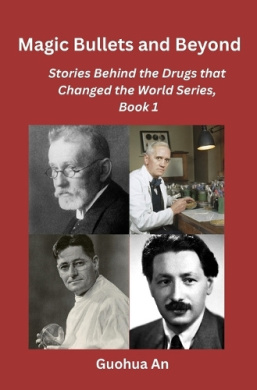 Magic Bullets and Beyond
Stories Behind the Drugs that
Changed the World Series,
Book 1
Guohua An